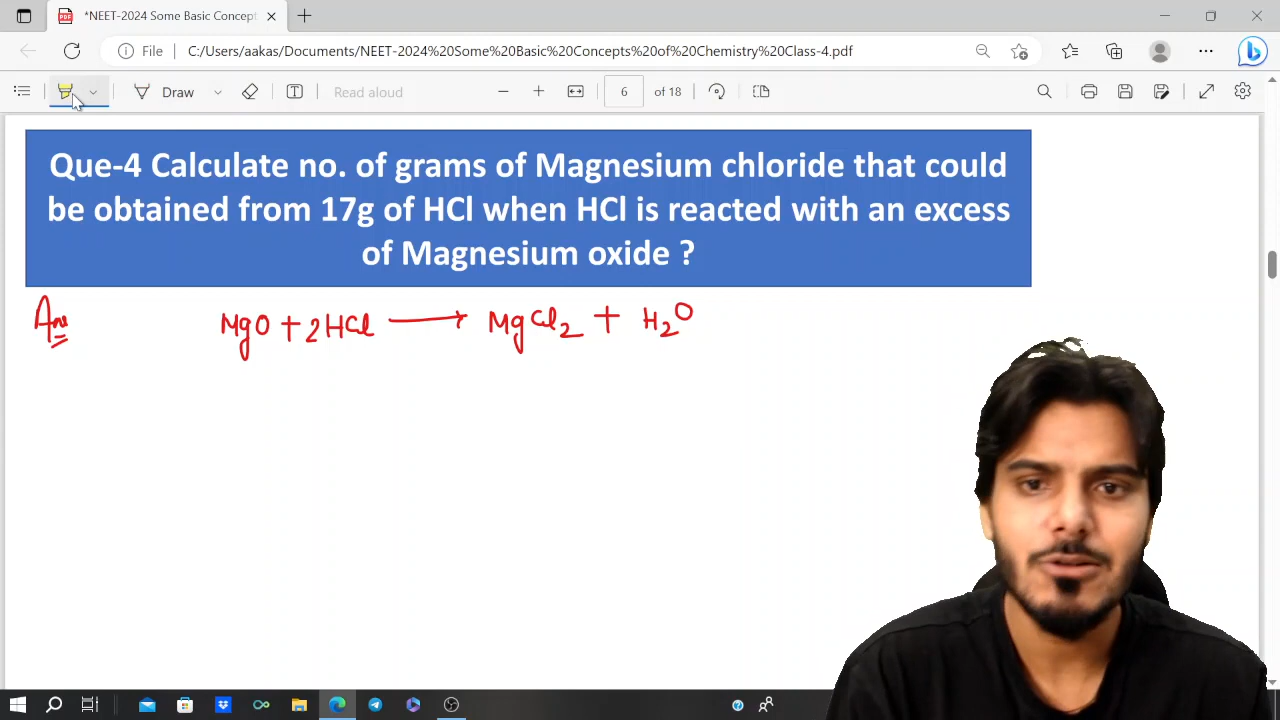 *NEET-2024 Some Basic Concept
File C:/Users/aakas/Documents/NEET-2024%20Some%20Basic%20Concepts%20of%20Chemistry%20Class-4.pdf
Draw Read aloud 6 of 18
Que-4 Calculate no. of grams of Magnesium chloride that could
be obtained from 17g of HCl when HCl is reacted with an excess
of Magnesium oxide ?
Ans MgO + 2HCl → MgCl₂ + H₂O